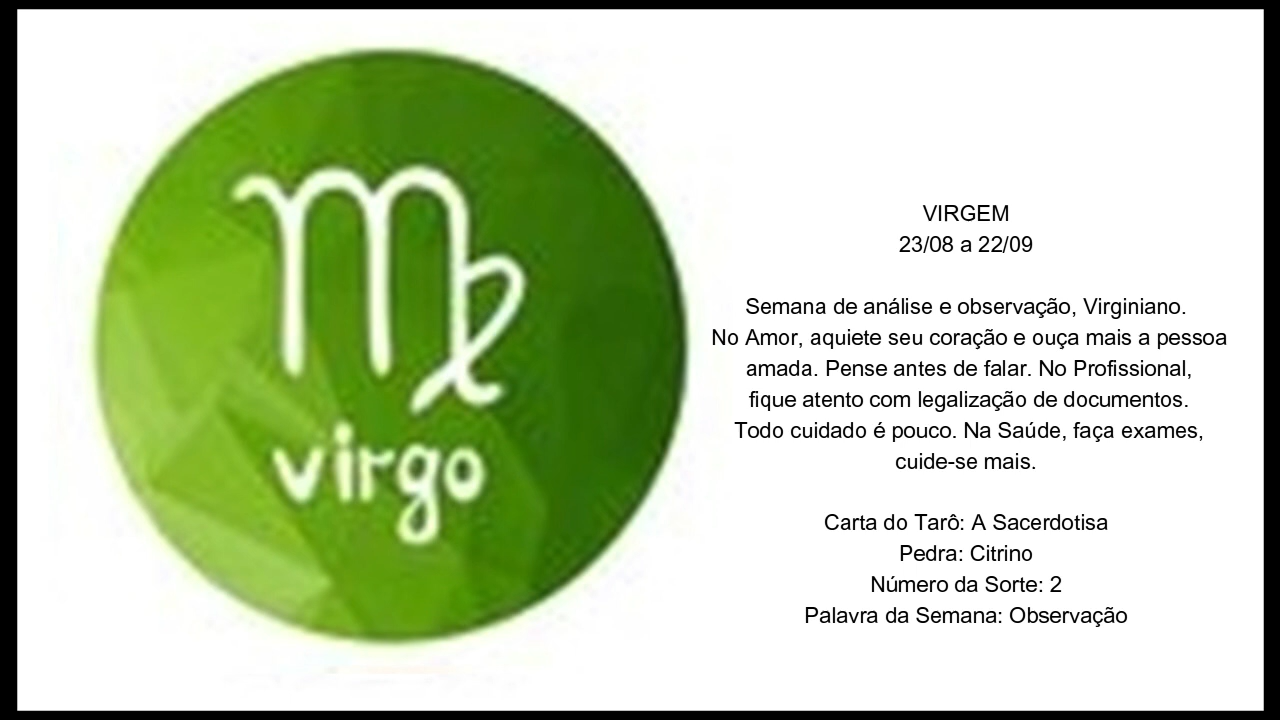 virgo
VIRGEM
23/08 a 22/09
Semana de análise e observação, Virginiano.
No Amor, aquiete seu coração e ouça mais a pessoa
amada. Pense antes de falar. No Profissional,
fique atento com legalização de documentos.
Todo cuidado é pouco. Na Saúde, faça exames,
cuide-se mais.
Carta do Tarô: A Sacerdotisa
Pedra: Citrino
Número da Sorte: 2
Palavra da Semana: Observação